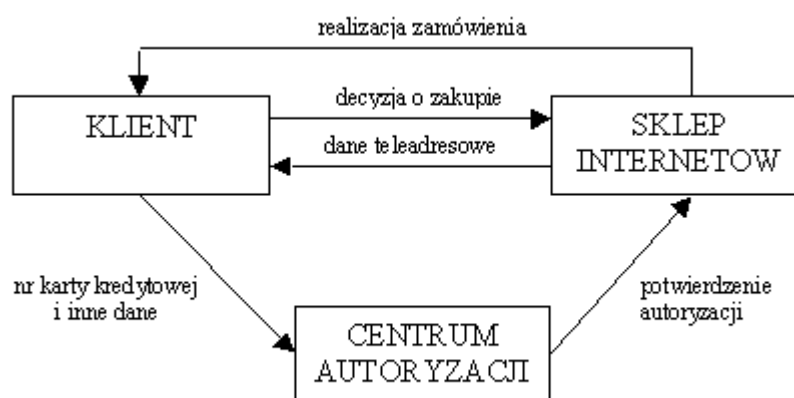 realizacja zamówienia
decyzja o zakupie
KLIENT
SKLEP
INTERNETOW
dane teleadresowe
nr karty kredytowej
i inne dane
potwierdzenie
autoryzacji
CENTRUM
AUTORYZACJI